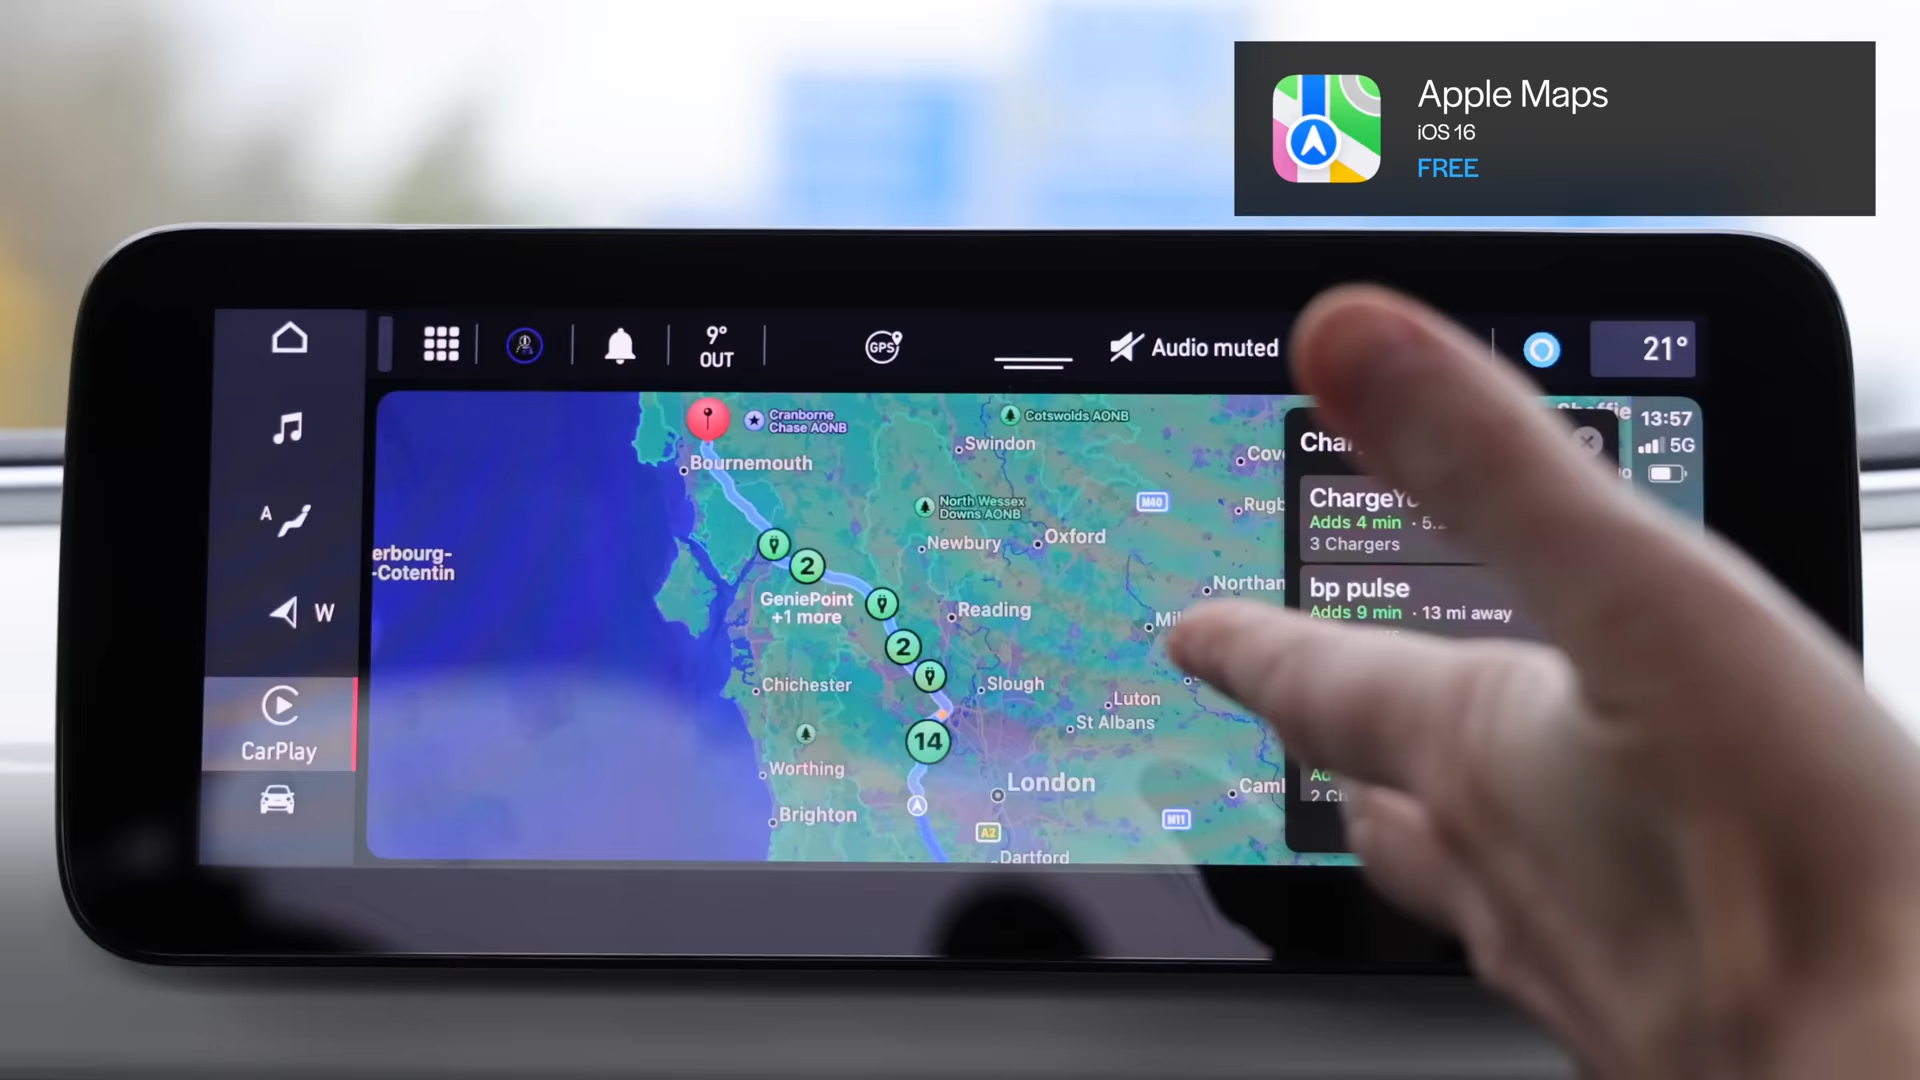 Apple Maps
iOS 16
FREE
9°
OUT
GPS
Audio muted
21°
A
W
CarPlay
13:57
5G
Cranborne
Chase AONB
Cotswolds AONB
Swindon
Bournemouth
M40
North Wessex
Downs AONB
Newbury
Oxford
erbourg-
-Cotentin
2
GeniePoint
+1 more
Reading
2
Chichester
Slough
Luton
St Albans
14
Worthing
London
Brighton
A2
M11
Dartford
Adds 4 min
3 Chargers
bp pulse
Adds 9 min · 13 mi away